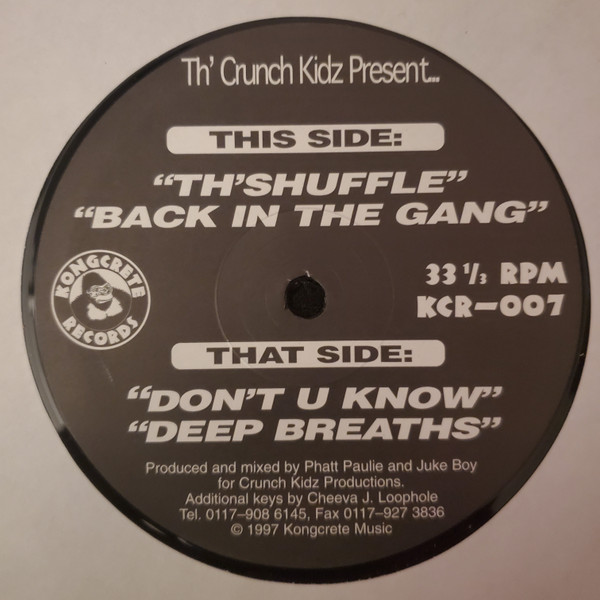 Th' Crunch Kidz Present...
THIS SIDE:
“TH'SHUFFLE”
“BACK IN THE GANG”
KONGCRETE
RECORDS
33 1/3 RPM
KCR-007
THAT SIDE:
“DON'T U KNOW”
“DEEP BREATHS”
Produced and mixed by Phatt Paulie and Juke Boy
for Crunch Kidz Productions.
Additional keys by Cheeva J. Loophole
Tel. 0117–908 6145, Fax 0117–927 3836
© 1997 Kongcrete Music